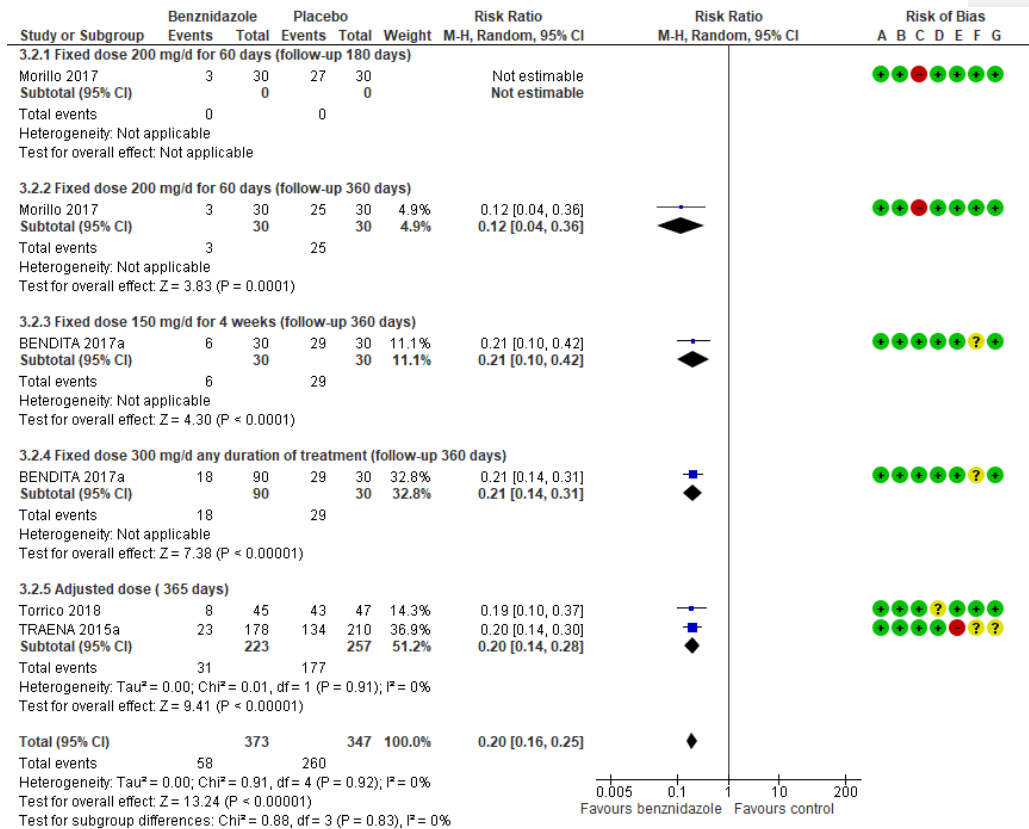 Benznidazole Placebo Risk Ratio Risk Ratio Risk of Bias
Study or Subgroup Events Total Events Total Weight M-H, Random, 95% CI M-H, Random, 95% CI A B C D E F G
3.2.1 Fixed dose 200 mg/d for 60 days (follow-up 180 days)
Morillo 2017 3 30 27 30 Not estimable + + - + + + +
Subtotal (95% CI) 0 0 Not estimable
Total events 0 0
Heterogeneity: Not applicable
Test for overall effect: Not applicable
3.2.2 Fixed dose 200 mg/d for 60 days (follow-up 360 days)
Morillo 2017 3 30 25 30 4.9% 0.12 [0.04, 0.36] + + - + + + +
Subtotal (95% CI) 30 30 4.9% 0.12 [0.04, 0.36]
Total events 3 25
Heterogeneity: Not applicable
Test for overall effect: Z = 3.83 (P = 0.0001)
3.2.3 Fixed dose 150 mg/d for 4 weeks (follow-up 360 days)
BENDITA 2017a 6 30 29 30 11.1% 0.21 [0.10, 0.42] + + + + + ? +
Subtotal (95% CI) 30 30 11.1% 0.21 [0.10, 0.42]
Total events 6 29
Heterogeneity: Not applicable
Test for overall effect: Z = 4.30 (P < 0.0001)
3.2.4 Fixed dose 300 mg/d any duration of treatment (follow-up 360 days)
BENDITA 2017a 18 90 29 30 32.8% 0.21 [0.14, 0.31] + + + + + ? +
Subtotal (95% CI) 90 30 32.8% 0.21 [0.14, 0.31]
Total events 18 29
Heterogeneity: Not applicable
Test for overall effect: Z = 7.38 (P < 0.00001)
3.2.5 Adjusted dose ( 365 days)
Torrico 2018 8 45 43 47 14.3% 0.19 [0.10, 0.37] + + + ? + + +
TRAENA 2015a 23 178 134 210 36.9% 0.20 [0.14, 0.30] + + + + - ? ?
Subtotal (95% CI) 223 257 51.2% 0.20 [0.14, 0.28]
Total events 31 177
Heterogeneity: Tau² = 0.00; Chi² = 0.01, df = 1 (P = 0.91); I² = 0%
Test for overall effect: Z = 9.41 (P < 0.00001)
Total (95% CI) 373 347 100.0% 0.20 [0.16, 0.25]
Total events 58 260
Heterogeneity: Tau² = 0.00; Chi² = 0.91, df = 4 (P = 0.92); I² = 0%
Test for overall effect: Z = 13.24 (P < 0.00001)
Test for subgroup differences: Chi² = 0.88, df = 3 (P = 0.83), I² = 0%
0.005 0.1 1 10 200
Favours benznidazole Favours control